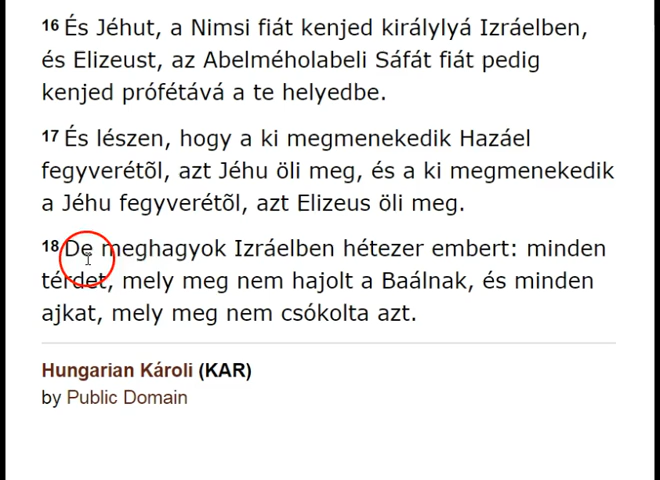 16 És Jéhut, a Nimsi fiát kenjed királylyá Izráelben,
és Elizeust, az Abelméholabeli Sáfát fiát pedig
kenjed prófétává a te helyedbe.
17 És lészen, hogy a ki megmenekedik Hazáel
fegyverétõl, azt Jéhu öli meg, és a ki megmenekedik
a Jéhu fegyverétõl, azt Elizeus öli meg.
18 De meghagyok Izráelben hétezer embert: minden
térdet, mely meg nem hajolt a Baálnak, és minden
ajkat, mely meg nem csókolta azt.
Hungarian Károli (KAR)
by Public Domain